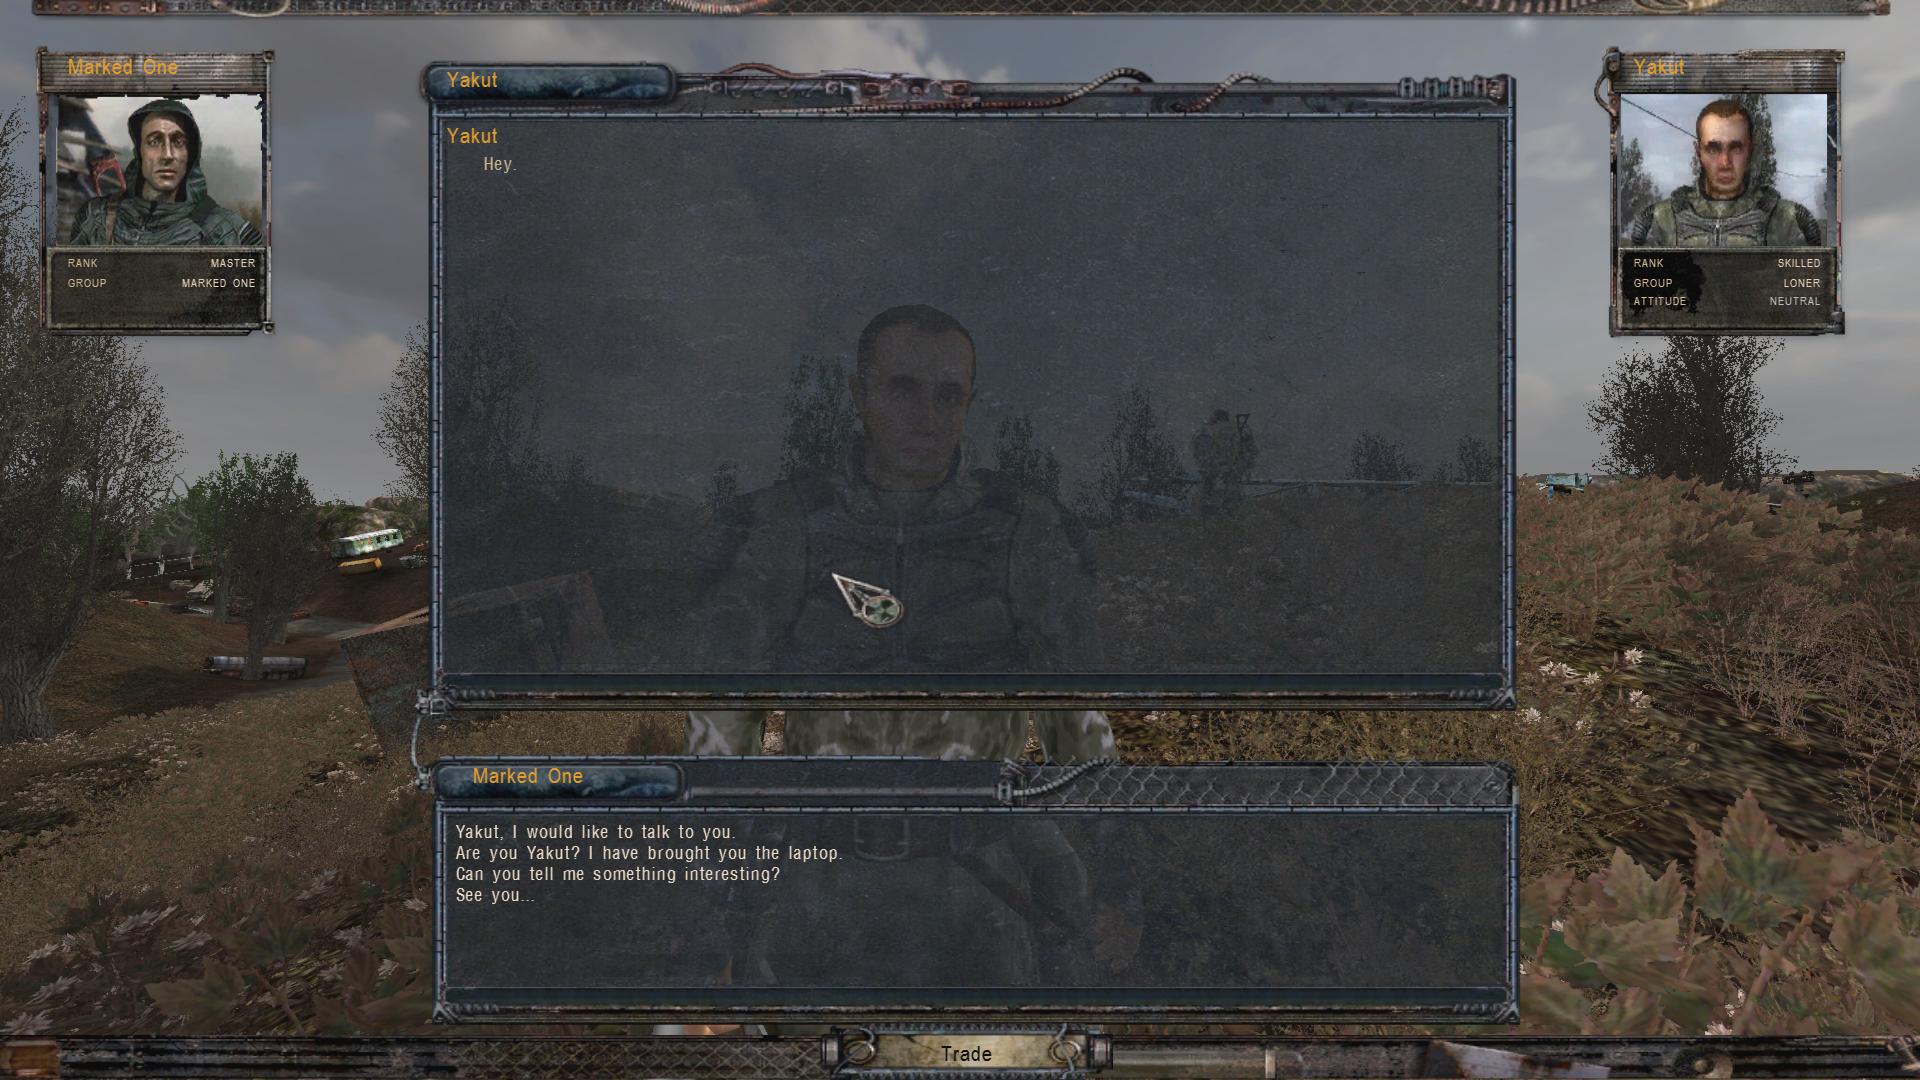 Marked One
RANK MASTER
GROUP MARKED ONE
Yakut
Yakut
Hey.
Yakut
RANK SKILLED
GROUP LONER
ATTITUDE NEUTRAL
Marked One
Yakut, I would like to talk to you.
Are you Yakut? I have brought you the laptop.
Can you tell me something interesting?
See you...
Trade